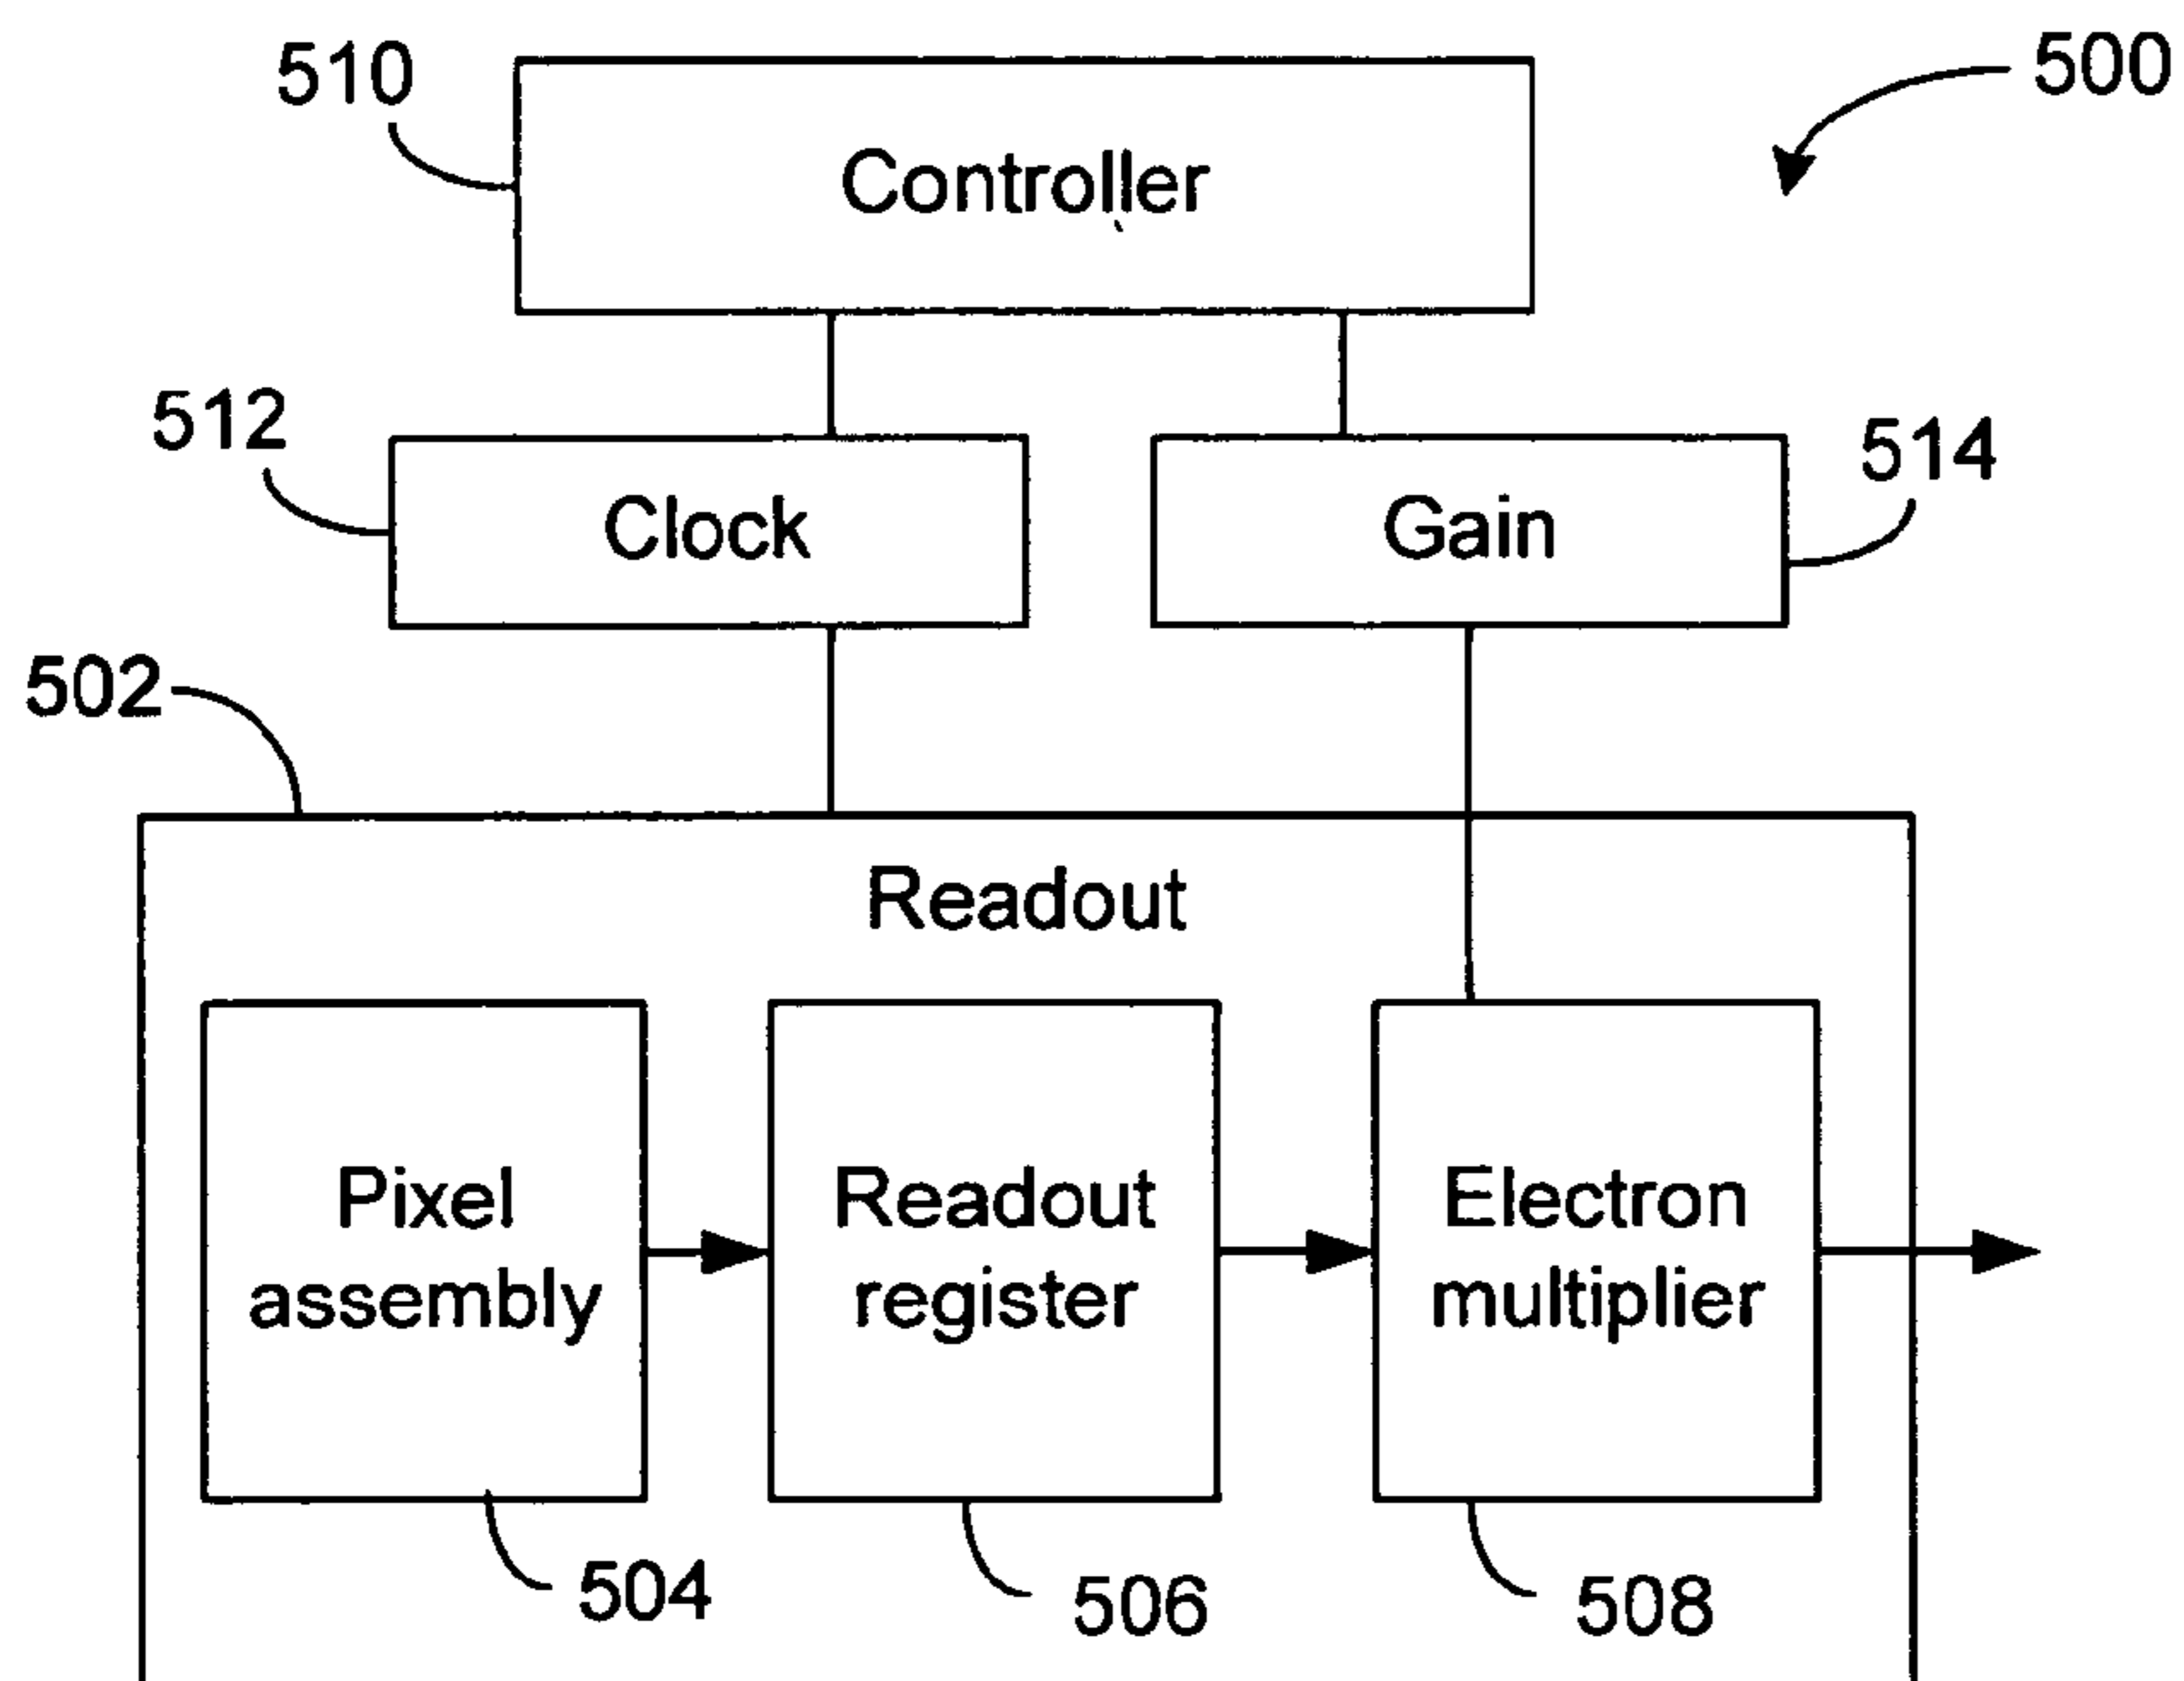 510
500
Controller
512
514
Clock
Gain
502
Readout
Pixel
assembly
Readout
register
Electron
multiplier
504
506
508